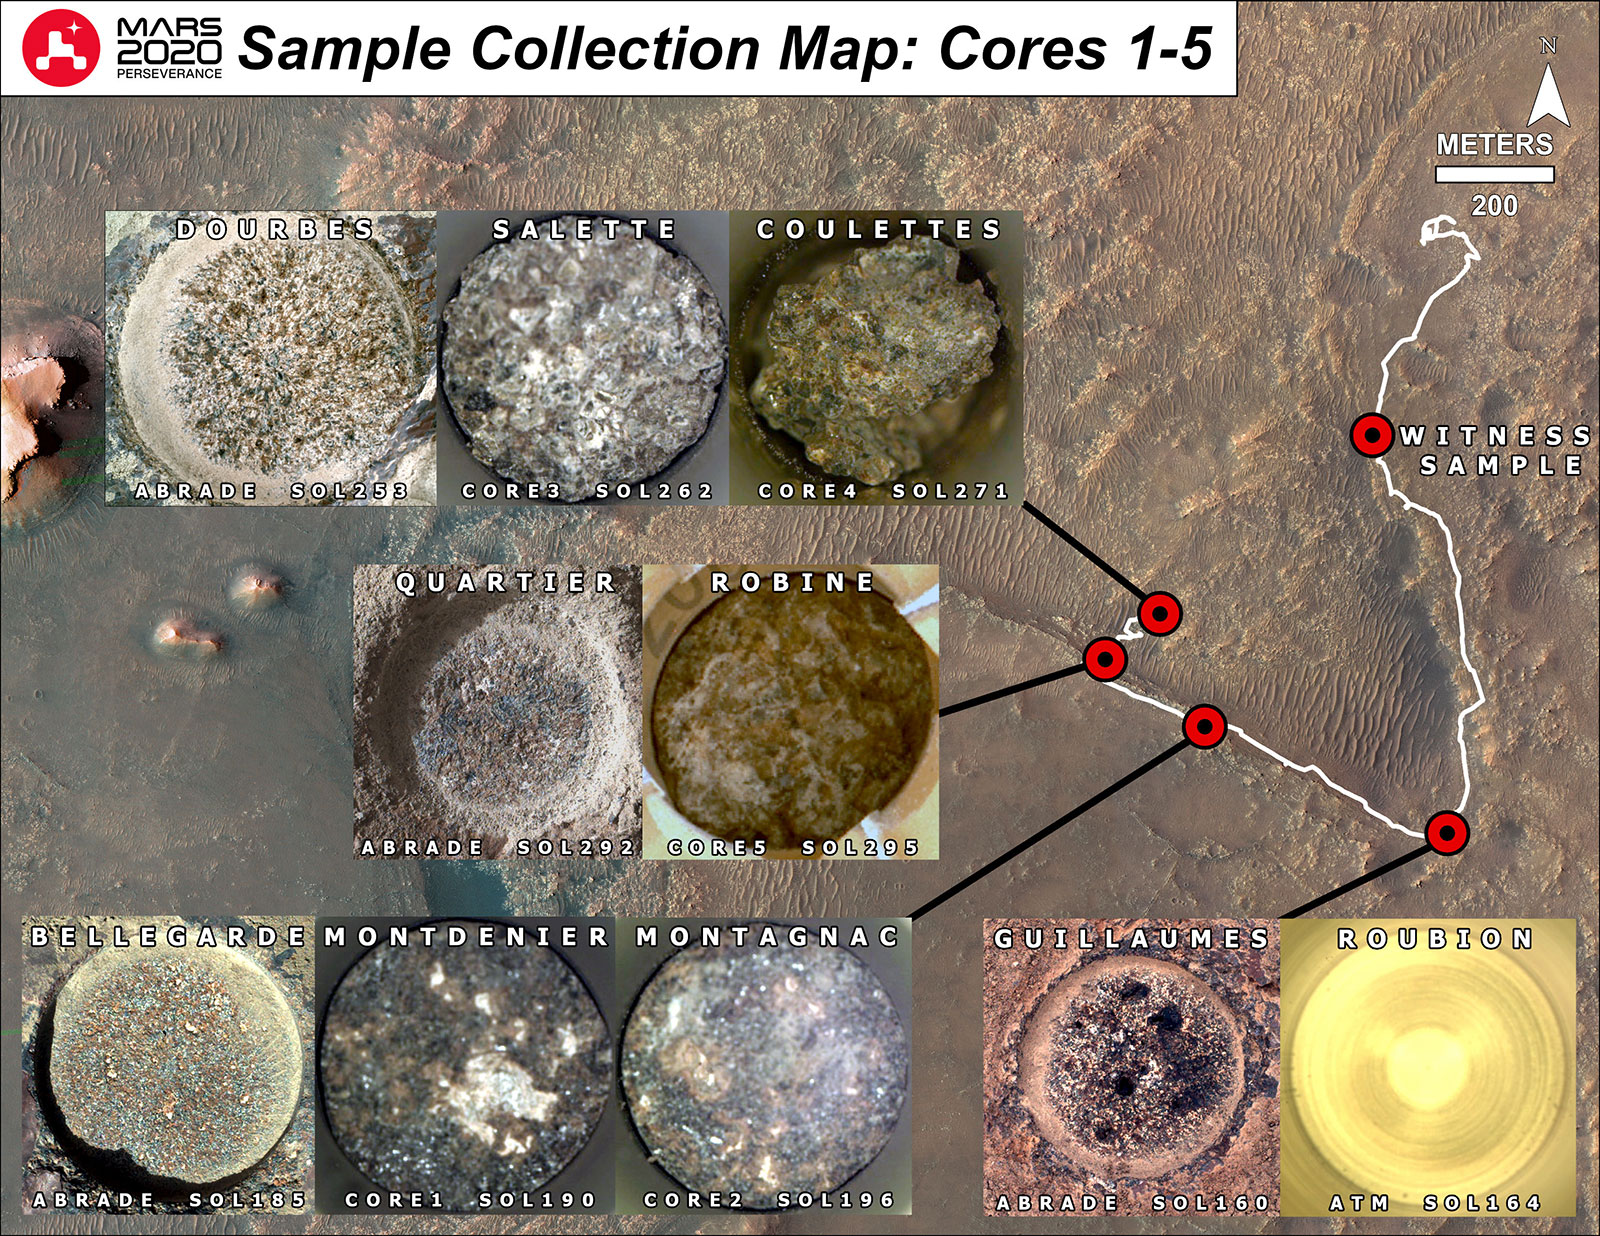 MARS
2020
PERSEVERANCE
Sample Collection Map: Cores 1-5
N
METERS
200
DOURBES
ABRADE SOL253
SALETTE
CORE3 SOL262
COULETTES
CORE4 SOL271
WITNESS
SAMPLE
QUARTIER
ABRADE SOL292
ROBINE
CORE5 SOL295
BELLEGARDE
ABRADE SOL185
MONTDENIER
CORE1 SOL190
MONTAGNAC
CORE2 SOL196
GUILLAUMES
ABRADE SOL160
ROUBION
ATM SOL164